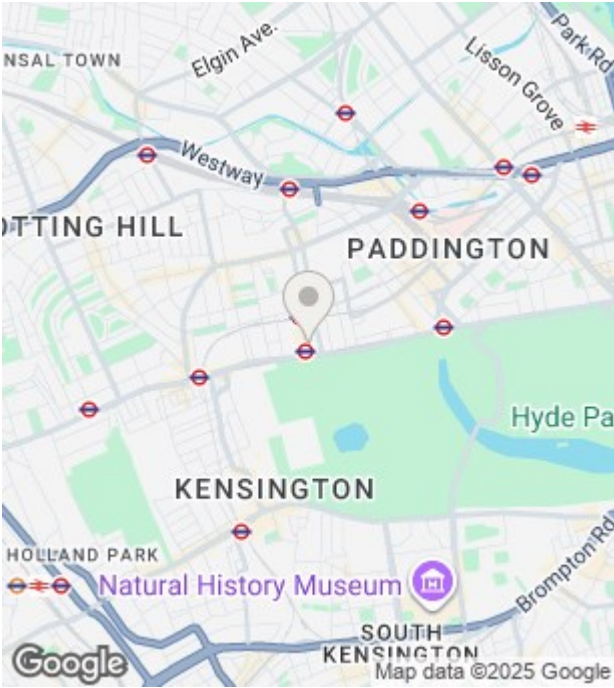 Elgin Ave.
NSAL TOWN
Park Rd
Lisson Grove
Westway
OTTING HILL
PADDINGTON
Hyde Pa
KENSINGTON
HOLLAND PARK
Natural History Museum
Brompton Rd
SOUTH
KENSINGTON
Google
Map data ©2025 Google